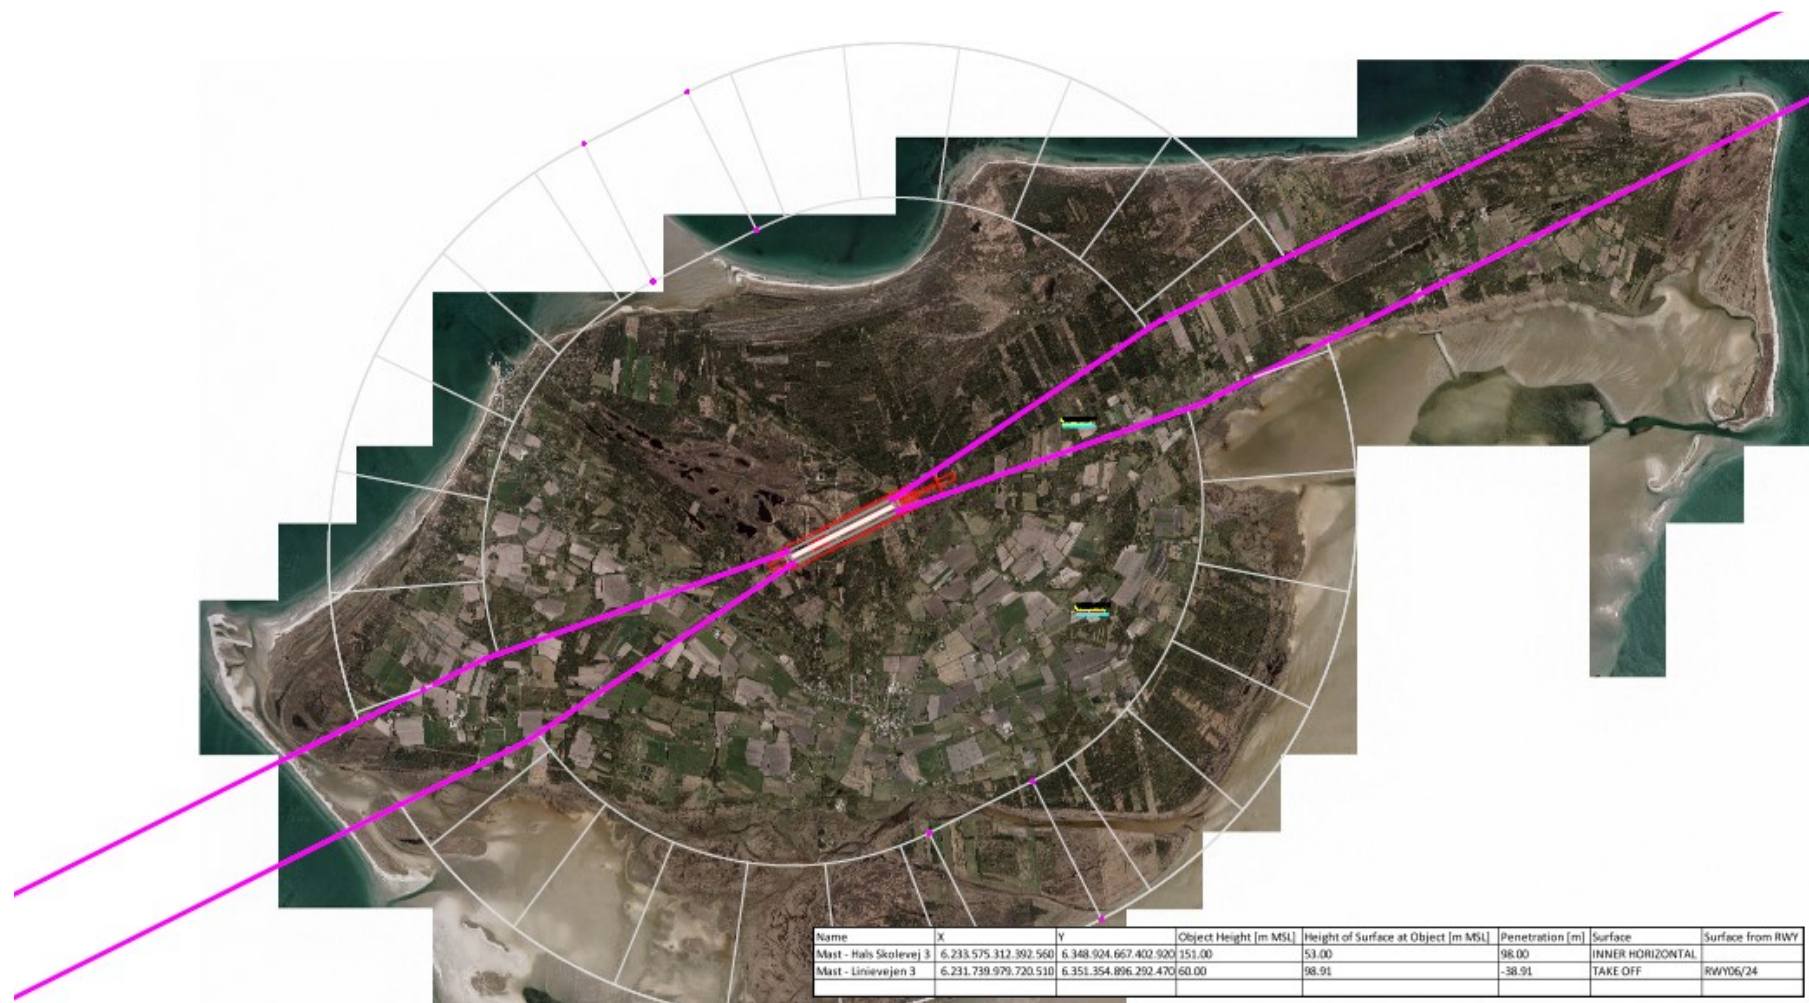 Name X Y Object Height [m MSL] Height of Surface at Object [m MSL] Penetration [m] Surface Surface from RWY
Mast - Hals Skolevej 3 6.233.575.312.392.560 6.348.924.667.402.920 151.00 53.00 98.00 INNER HORIZONTAL
Mast - Linievejen 3 6.231.739.979.720.510 6.351.354.896.292.470 60.00 98.91 -38.91 TAKE OFF RWY06/24